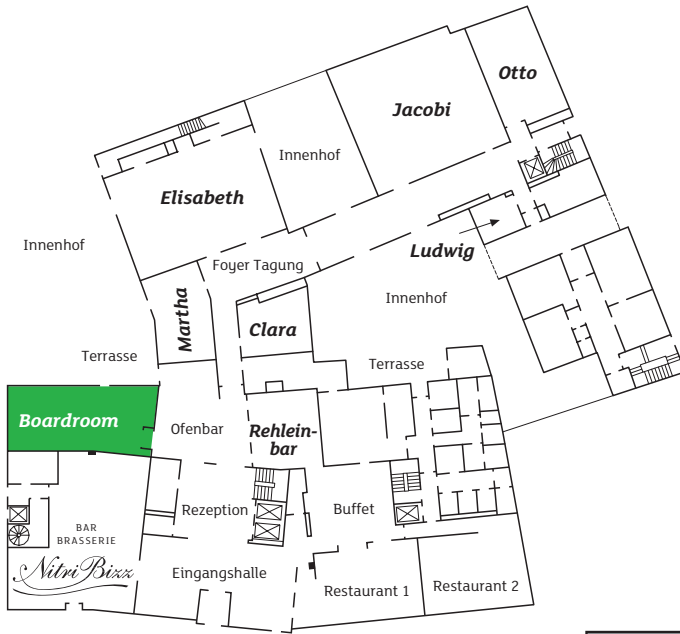 Otto
Jacobi
Innenhof
Elisabeth
Innenhof
Ludwig
Foyer Tagung
Innenhof
Martha
Clara
Terrasse
Terrasse
Boardroom
Ofenbar
Rehlein-
bar
Rezeption
Buffet
BAR
BRASSERIE
NitriBizz
Eingangshalle
Restaurant 1
Restaurant 2